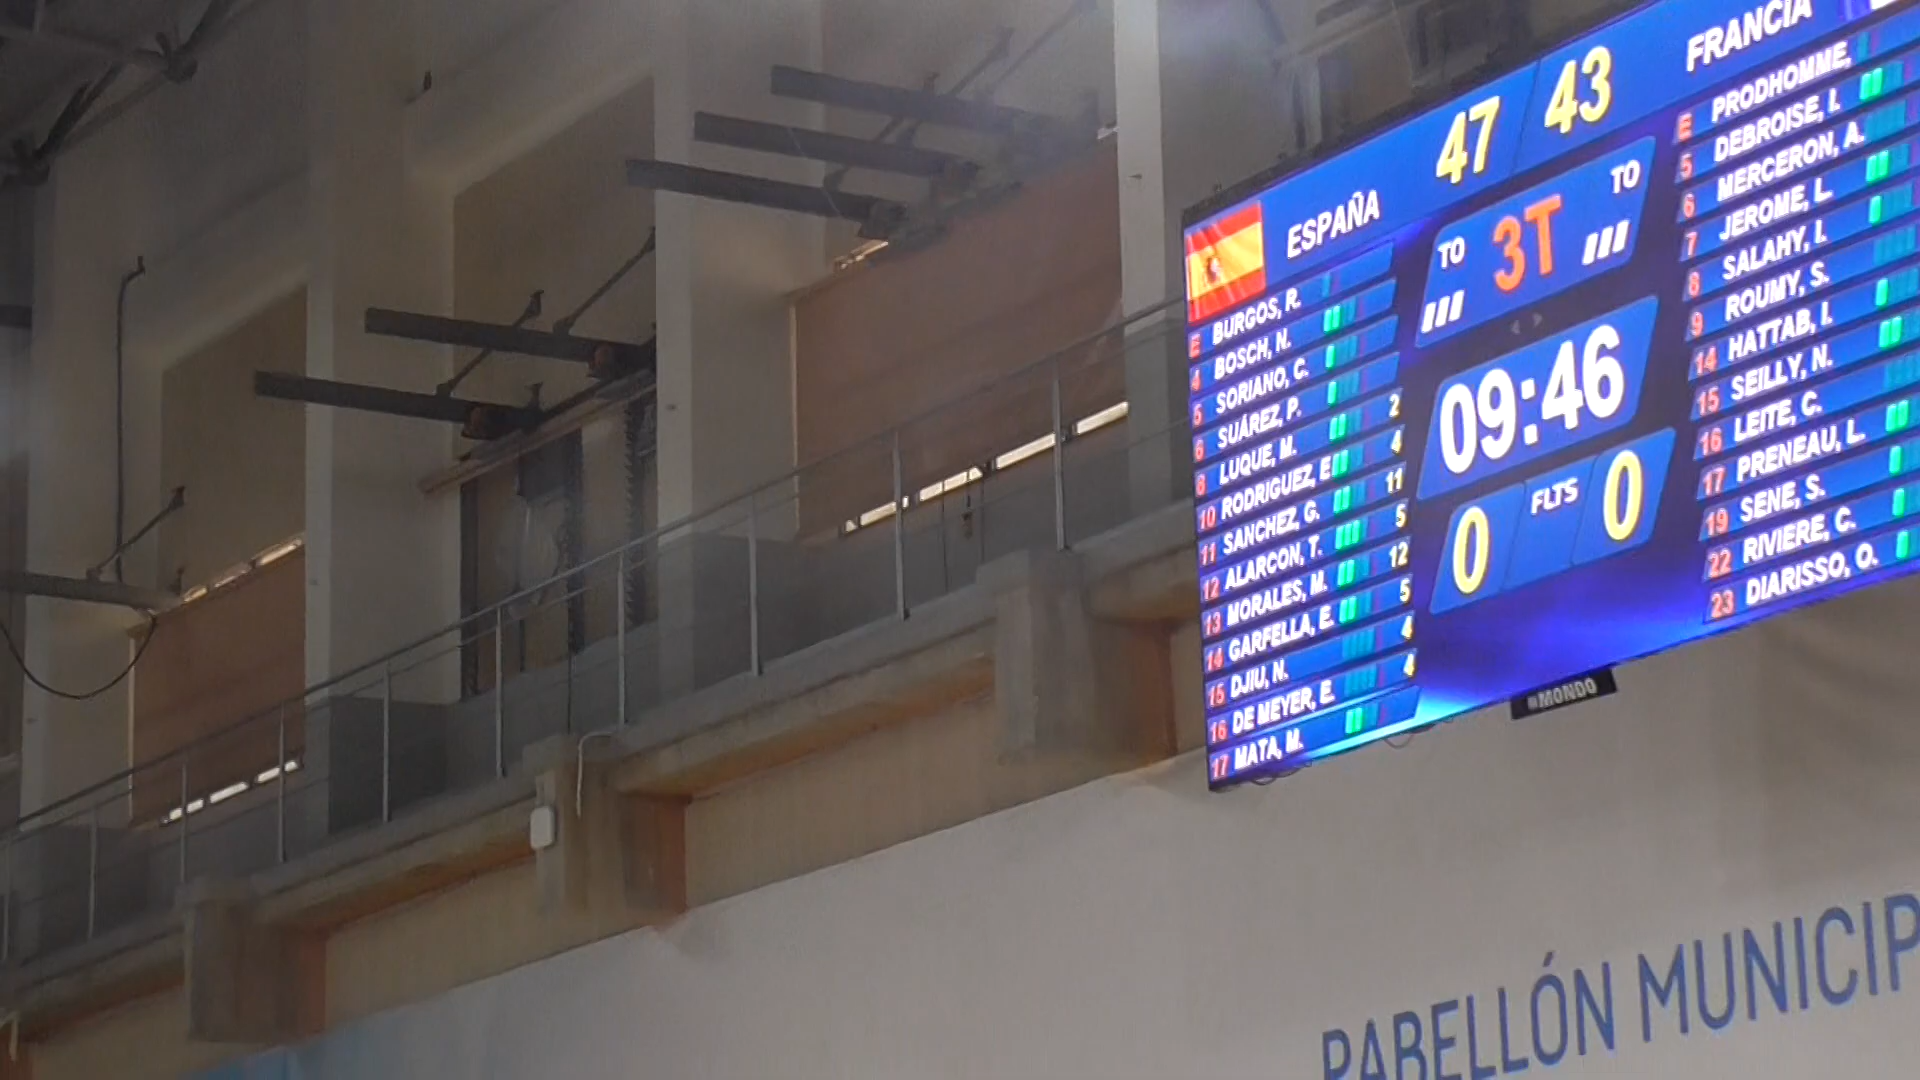 ESPAÑA 47 43 FRANCIA
TO 3T TO
09:46
0 FLTS 0
E BURGOS, R.
4 BOSCH, N.
5 SORIANO, C.
6 SUÁREZ, P. 2
8 LUQUE, M. 4
10 RODRIGUEZ, E 11
11 SANCHEZ, G. 5
12 ALARCON, T. 12
13 MORALES, M. 5
14 GARFELLA, E. 4
15 DJIU, N. 4
16 DE MEYER, E.
17 MATA, M.
E PRODHOMME,
5 DEBROISE, I.
6 MERCERON, A.
7 JEROME, L.
8 SALAHY, I.
9 ROUMY, S.
14 HATTAB, I.
15 SEILLY, N.
16 LEITE, C.
17 PRENEAU, L.
19 SENE, S.
22 RIVIERE, C.
23 DIARISSO, O.
MONDO
PABELLÓN MUNICIP